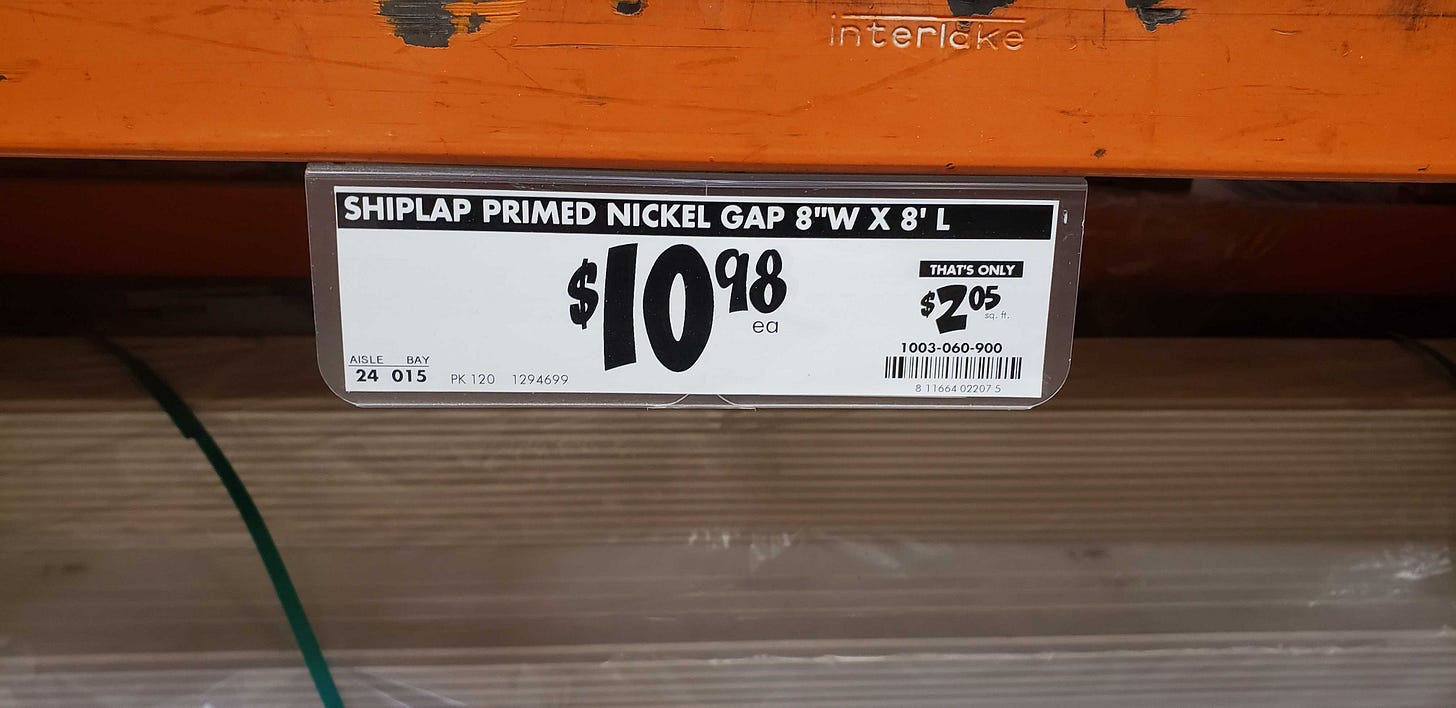 interlake
SHIPLAP PRIMED NICKEL GAP 8"W X 8' L
$10 98
ea
THAT'S ONLY
$2 05
sq. ft.
1003-060-900
8 11664 02207 5
AISLE BAY
24 015
PK 120 1294699